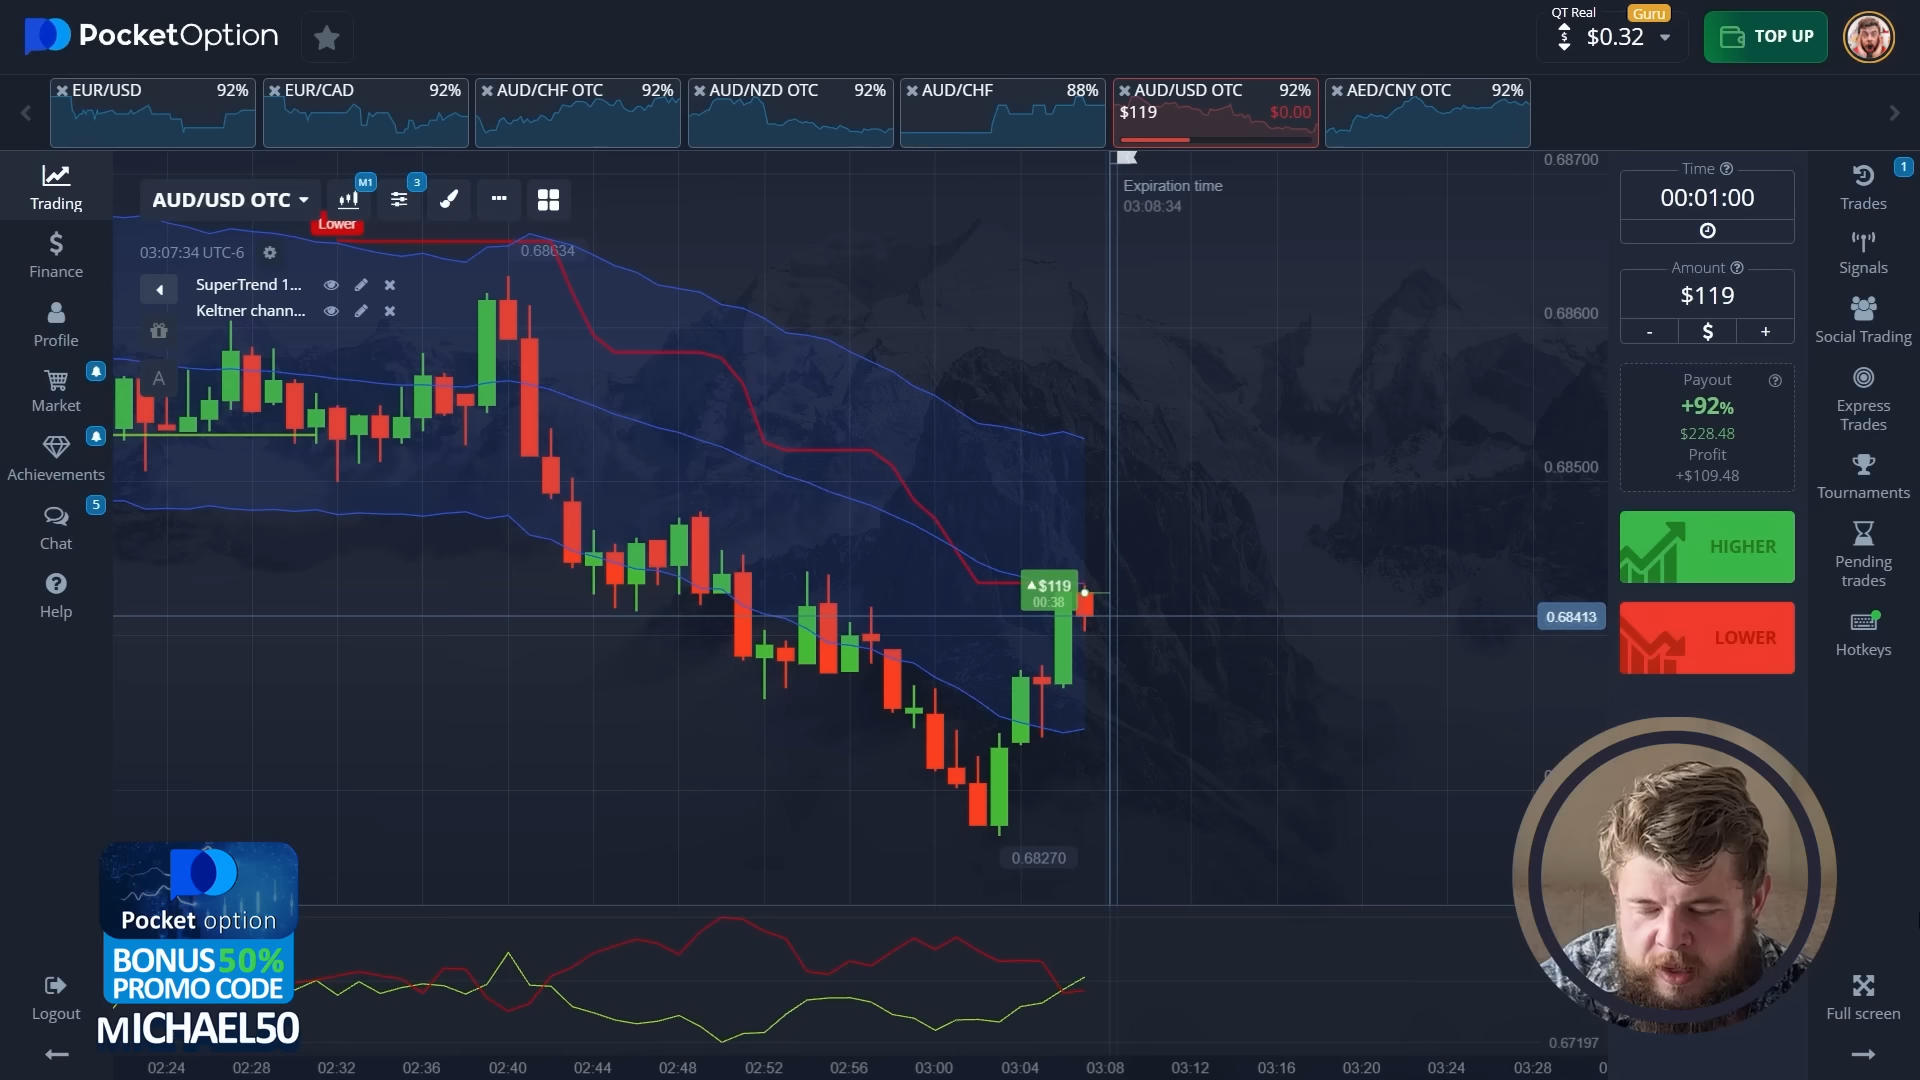 PocketOption
QT Real
Guru
$0.32
TOP UP
EUR/USD 92%
EUR/CAD 92%
AUD/CHF OTC 92%
AUD/NZD OTC 92%
AUD/CHF 88%
AUD/USD OTC 92%
$119 $0.00
AED/CNY OTC 92%
Trading
Finance
Profile
Market
Achievements
5
Chat
Help
Logout
AUD/USD OTC
M1
3
Lower
03:07:34 UTC-6
SuperTrend 1...
Keltner chann...
A
0.68634
Expiration time
03:08:34
$119
00:38
0.68270
0.68700
0.68600
0.68500
0.68413
0.67197
02:24 02:28 02:32 02:36 02:40 02:44 02:48 02:52 02:56 03:00 03:04 03:08 03:12 03:16 03:20 03:24 03:28
Time
00:01:00
Amount
$119
- $ +
Payout
+92%
$228.48
Profit
+$109.48
HIGHER
LOWER
1
Trades
Signals
Social Trading
Express
Trades
Tournaments
Pending
trades
Hotkeys
Full screen
Pocket option
BONUS 50%
PROMO CODE
MICHAEL50